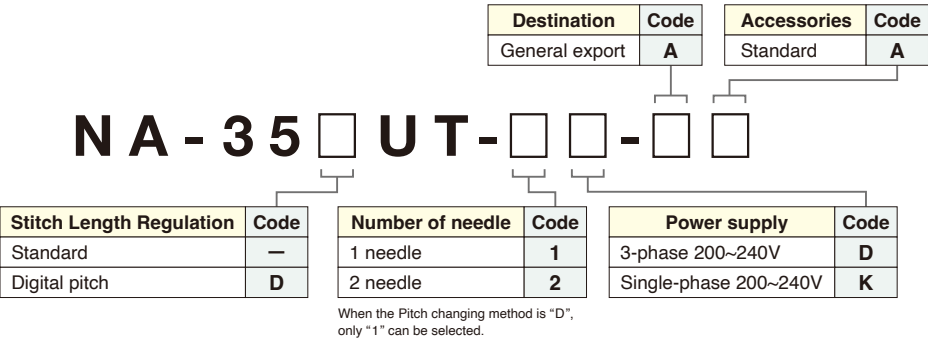 Destination Code
General export A
Accessories Code
Standard A
NA-35□UT-□□-□□
Stitch Length Regulation Code
Standard —
Digital pitch D
Number of needle Code
1 needle 1
2 needle 2
When the Pitch changing method is “D”,
only “1” can be selected.
Power supply Code
3-phase 200~240V D
Single-phase 200~240V K